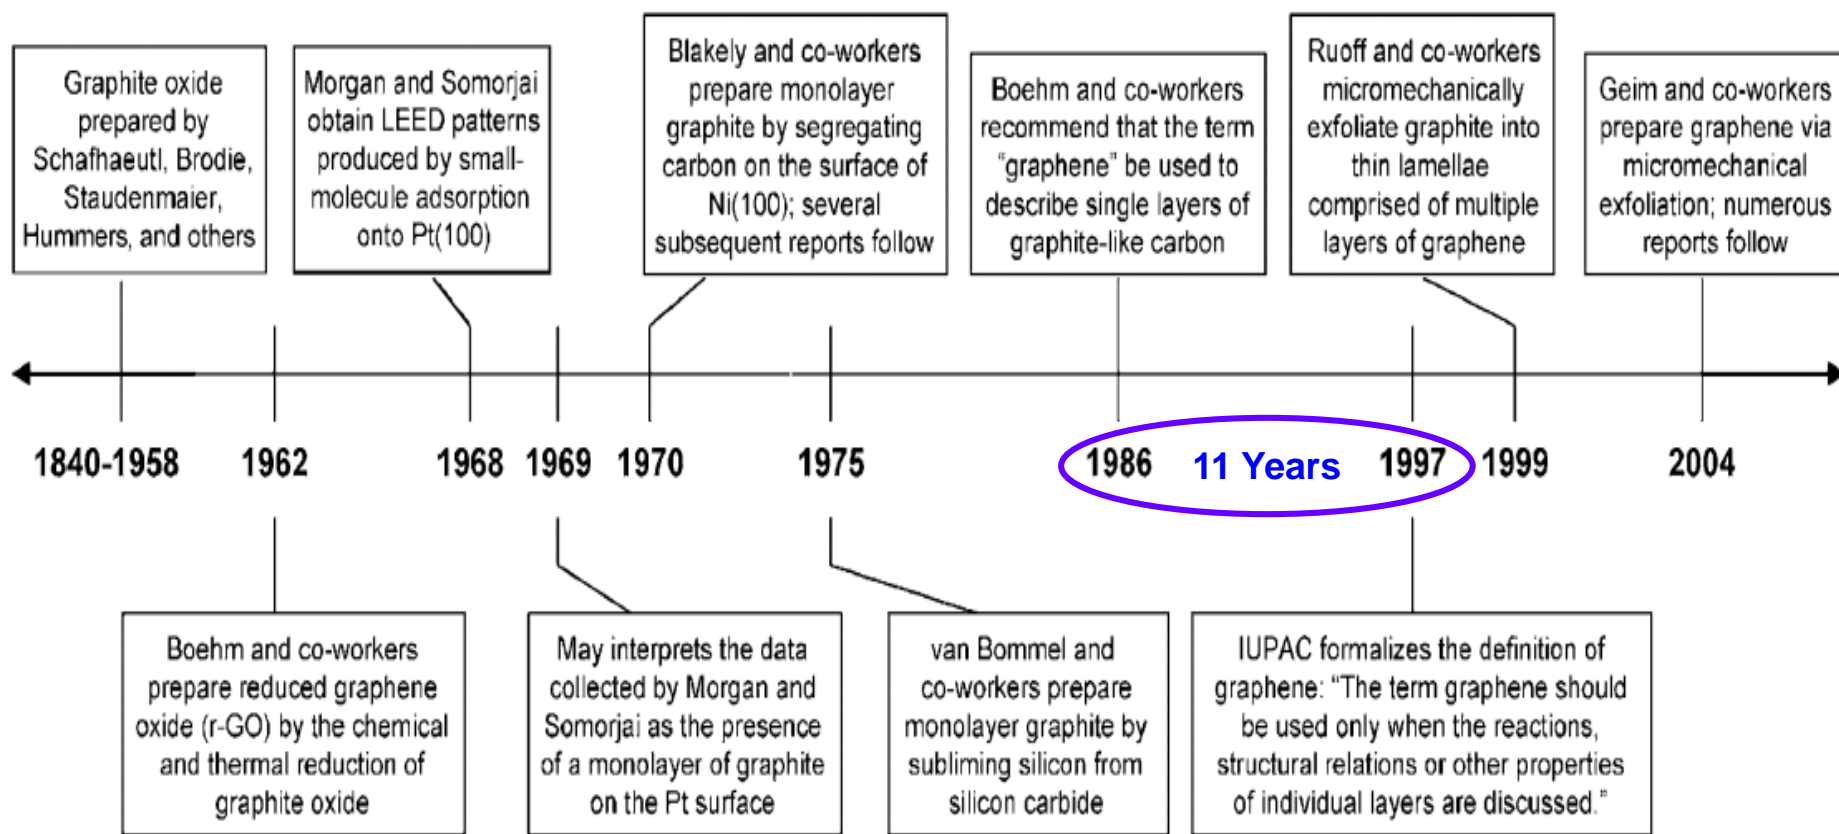 Graphite oxide
prepared by
Schafhaeutl, Brodie,
Staudenmaier,
Hummers, and others
Morgan and Somorjai
obtain LEED patterns
produced by small-
molecule adsorption
onto Pt(100)
Blakely and co-workers
prepare monolayer
graphite by segregating
carbon on the surface of
Ni(100); several
subsequent reports follow
Boehm and co-workers
recommend that the term
“graphene” be used to
describe single layers of
graphite-like carbon
Ruoff and co-workers
micromechanically
exfoliate graphite into
thin lamellae
comprised of multiple
layers of graphene
Geim and co-workers
prepare graphene via
micromechanical
exfoliation; numerous
reports follow
1840-1958 1962 1968 1969 1970 1975 1986 11 Years 1997 1999 2004
Boehm and co-workers
prepare reduced graphene
oxide (r-GO) by the chemical
and thermal reduction of
graphite oxide
May interprets the data
collected by Morgan and
Somorjai as the presence
of a monolayer of graphite
on the Pt surface
van Bommel and
co-workers prepare
monolayer graphite by
subliming silicon from
silicon carbide
IUPAC formalizes the definition of
graphene: “The term graphene should
be used only when the reactions,
structural relations or other properties
of individual layers are discussed.”